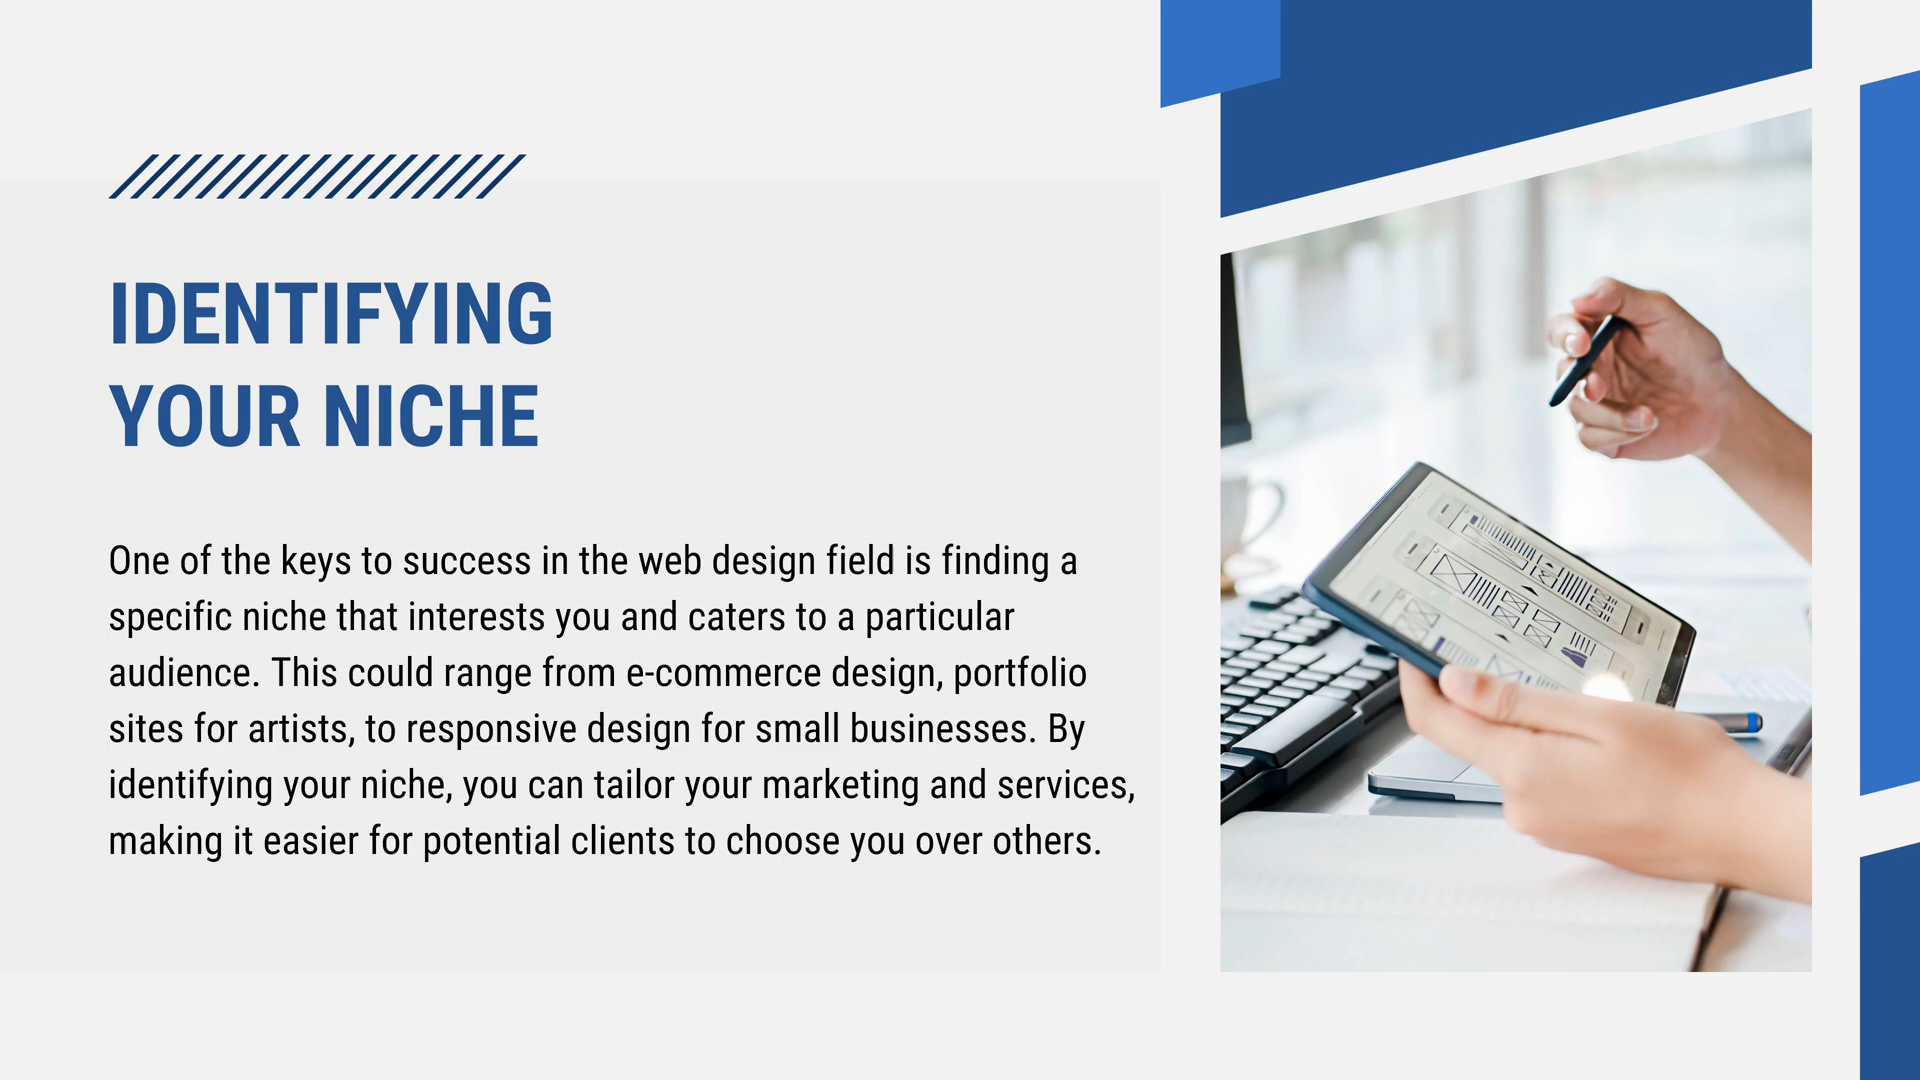 IDENTIFYING
YOUR NICHE
One of the keys to success in the web design field is finding a
specific niche that interests you and caters to a particular
audience. This could range from e-commerce design, portfolio
sites for artists, to responsive design for small businesses. By
identifying your niche, you can tailor your marketing and services,
making it easier for potential clients to choose you over others.